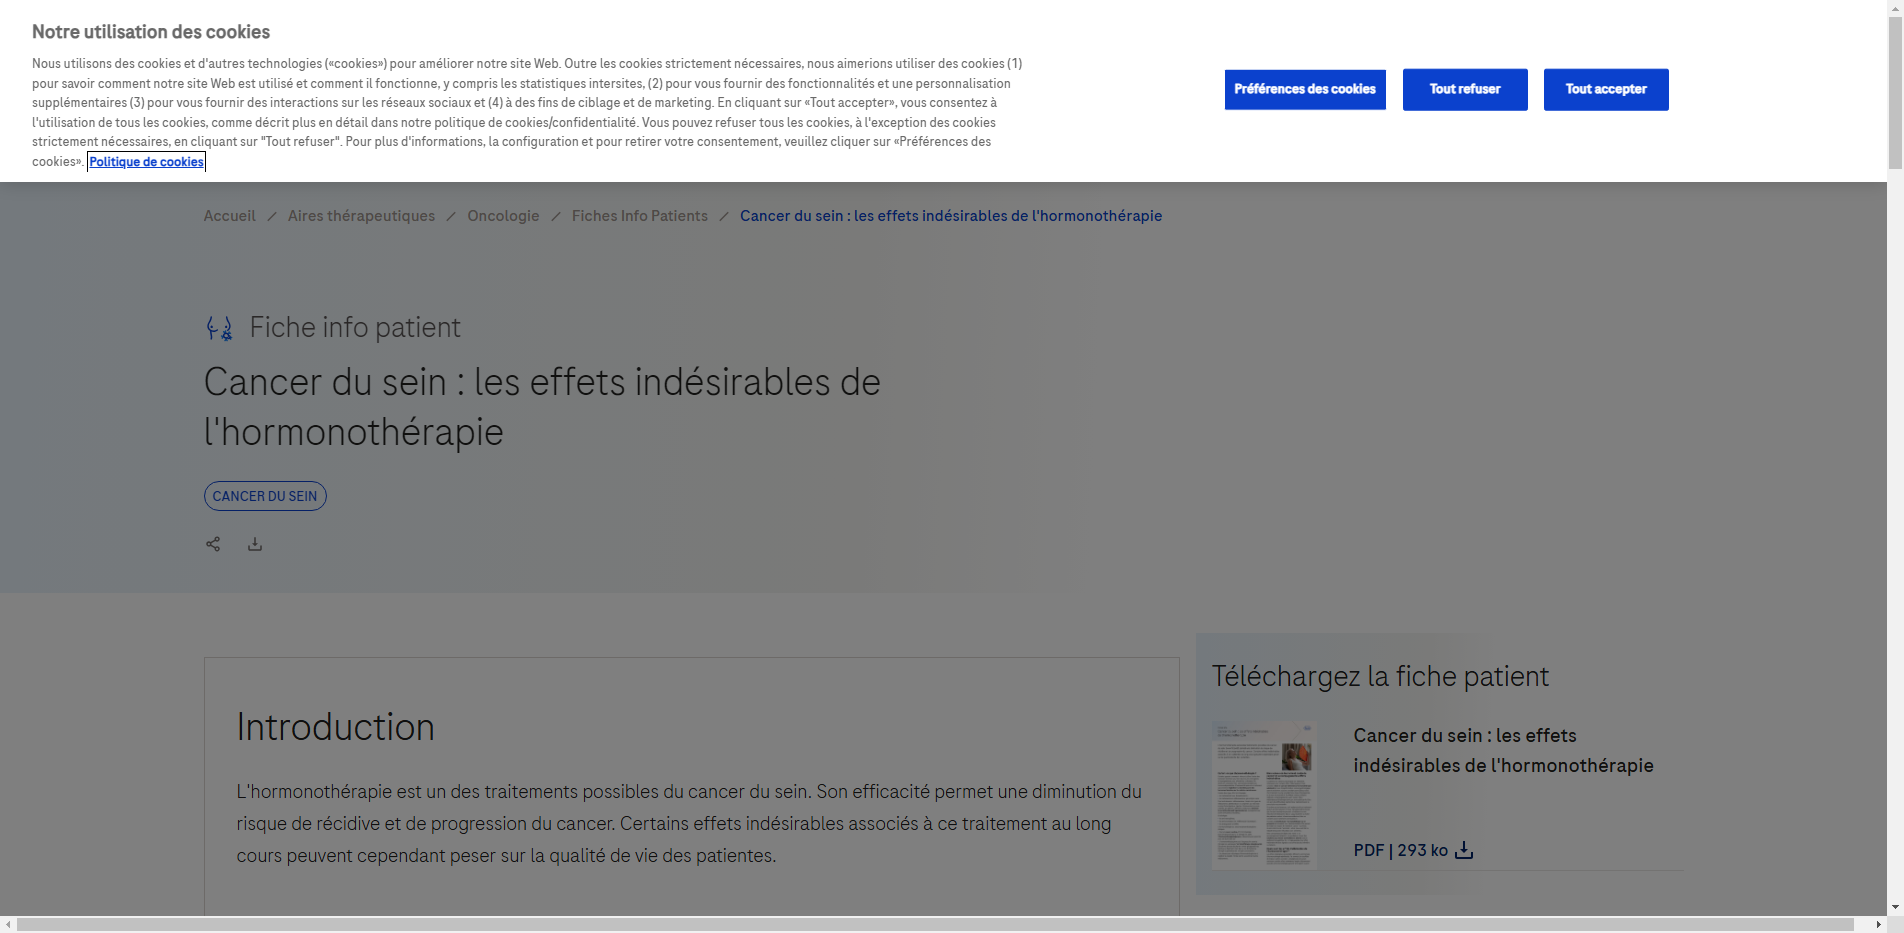 Notre utilisation des cookies
Nous utilisons des cookies et d'autres technologies («cookies») pour améliorer notre site Web. Outre les cookies strictement nécessaires, nous aimerions utiliser des cookies (1)
pour savoir comment notre site Web est utilisé et comment il fonctionne, y compris les statistiques intersites, (2) pour vous fournir des fonctionnalités et une personnalisation
supplémentaires (3) pour vous fournir des interactions sur les réseaux sociaux et (4) à des fins de ciblage et de marketing. En cliquant sur «Tout accepter», vous consentez à
l'utilisation de tous les cookies, comme décrit plus en détail dans notre politique de cookies/confidentialité. Vous pouvez refuser tous les cookies, à l'exception des cookies
strictement nécessaires, en cliquant sur "Tout refuser". Pour plus d'informations, la configuration et pour retirer votre consentement, veuillez cliquer sur «Préférences des
cookies». Politique de cookies
Préférences des cookies
Tout refuser
Tout accepter
Accueil / Aires thérapeutiques / Oncologie / Fiches Info Patients / Cancer du sein : les effets indésirables de l'hormonothérapie
Fiche info patient
Cancer du sein : les effets indésirables de
l'hormonothérapie
CANCER DU SEIN
Introduction
L'hormonothérapie est un des traitements possibles du cancer du sein. Son efficacité permet une diminution du
risque de récidive et de progression du cancer. Certains effets indésirables associés à ce traitement au long
cours peuvent cependant peser sur la qualité de vie des patientes.
Téléchargez la fiche patient
Cancer du sein : les effets
indésirables de l'hormonothérapie
PDF | 293 ko